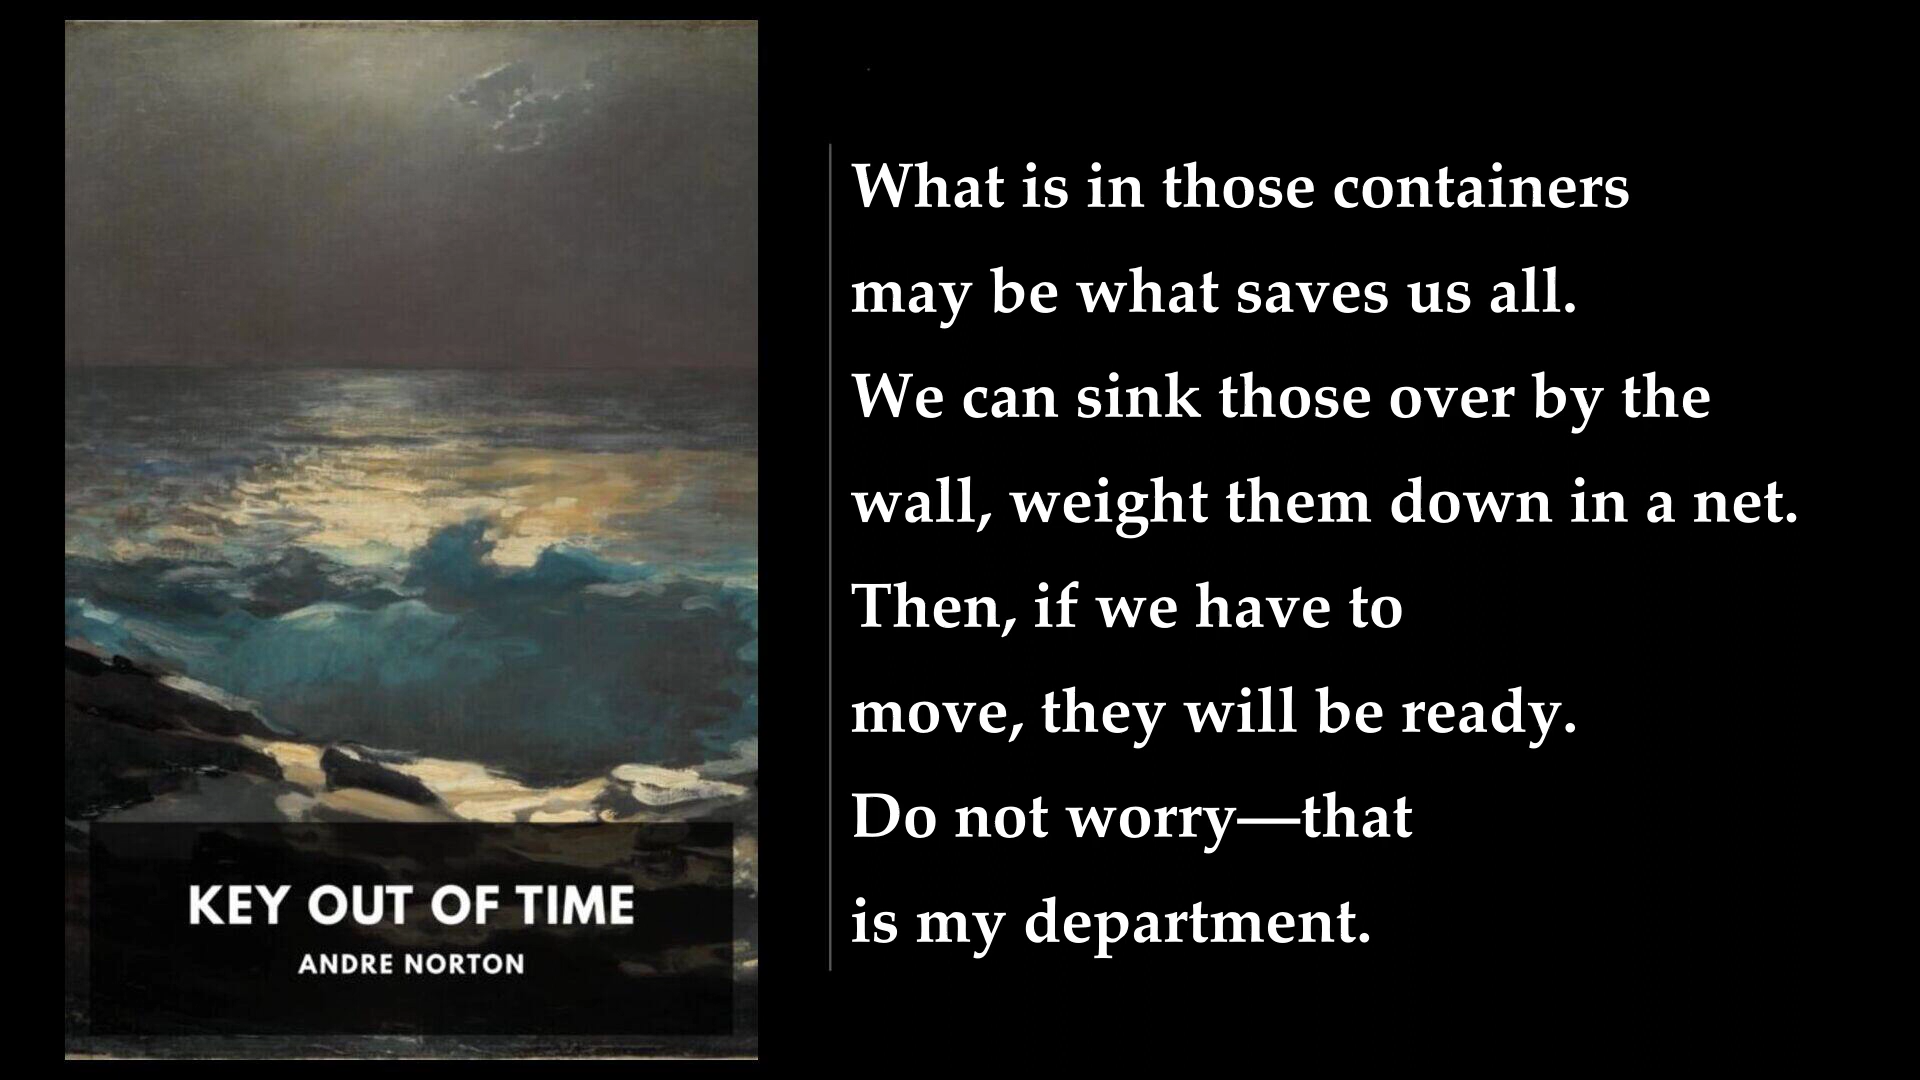 What is in those containers
may be what saves us all.
We can sink those over by the
wall, weight them down in a net.
Then, if we have to
move, they will be ready.
Do not worry—that
is my department.
KEY OUT OF TIME
ANDRE NORTON